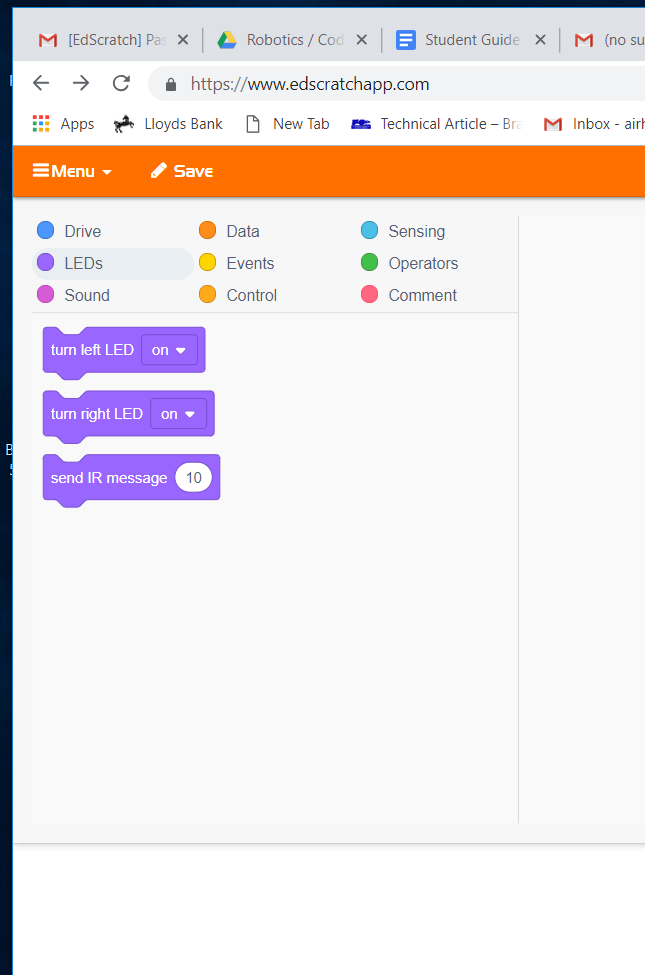 [EdScratch] Pas
Robotics / Cod
Student Guide
(no su
https://www.edscratchapp.com
Apps
Lloyds Bank
New Tab
Technical Article – Bra
Inbox - airh
Menu
Save
Drive
Data
Sensing
LEDs
Events
Operators
Sound
Control
Comment
turn left LED on
turn right LED on
send IR message 10